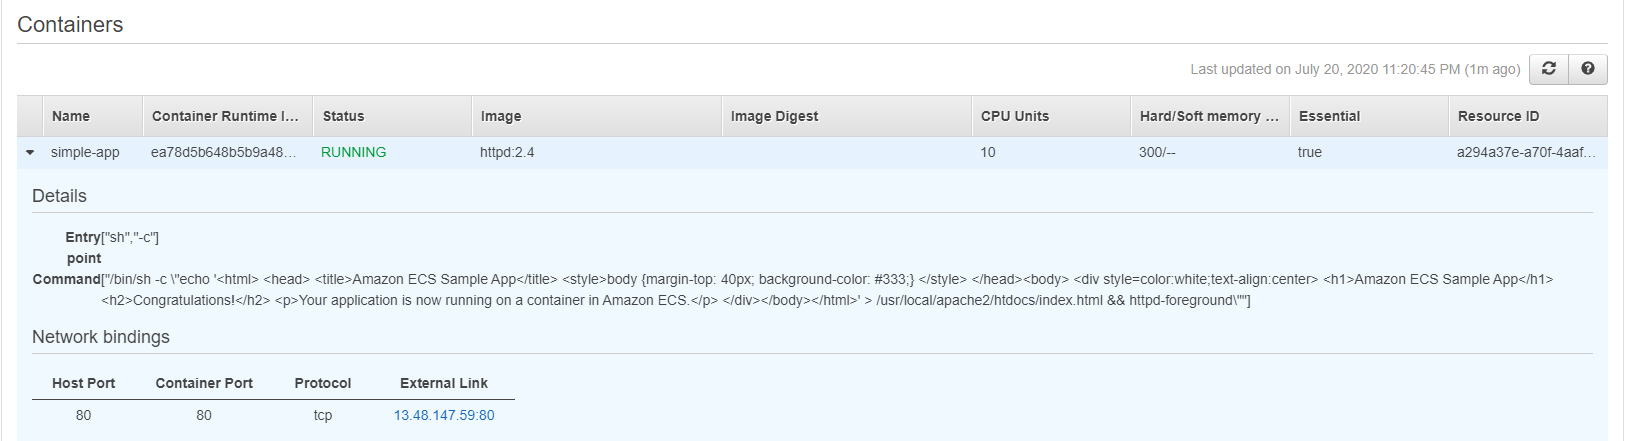 Containers
Last updated on July 20, 2020 11:20:45 PM (1m ago)
Name Container Runtime I... Status Image Image Digest CPU Units Hard/Soft memory ... Essential Resource ID
simple-app ea78d5b648b5b9a48... RUNNING httpd:2.4 10 300/-- true a294a37e-a70f-4aaf...
Details
Entry point ["sh","-c"]
Command ["/bin/sh -c \"echo '<html> <head> <title>Amazon ECS Sample App</title> <style>body {margin-top: 40px; background-color: #333;} </style> </head><body> <div style=color:white;text-align:center> <h1>Amazon ECS Sample App</h1>
<h2>Congratulations!</h2> <p>Your application is now running on a container in Amazon ECS.</p> </div></body></html>' > /usr/local/apache2/htdocs/index.html && httpd-foreground\""]
Network bindings
Host Port Container Port Protocol External Link
80 80 tcp 13.48.147.59:80